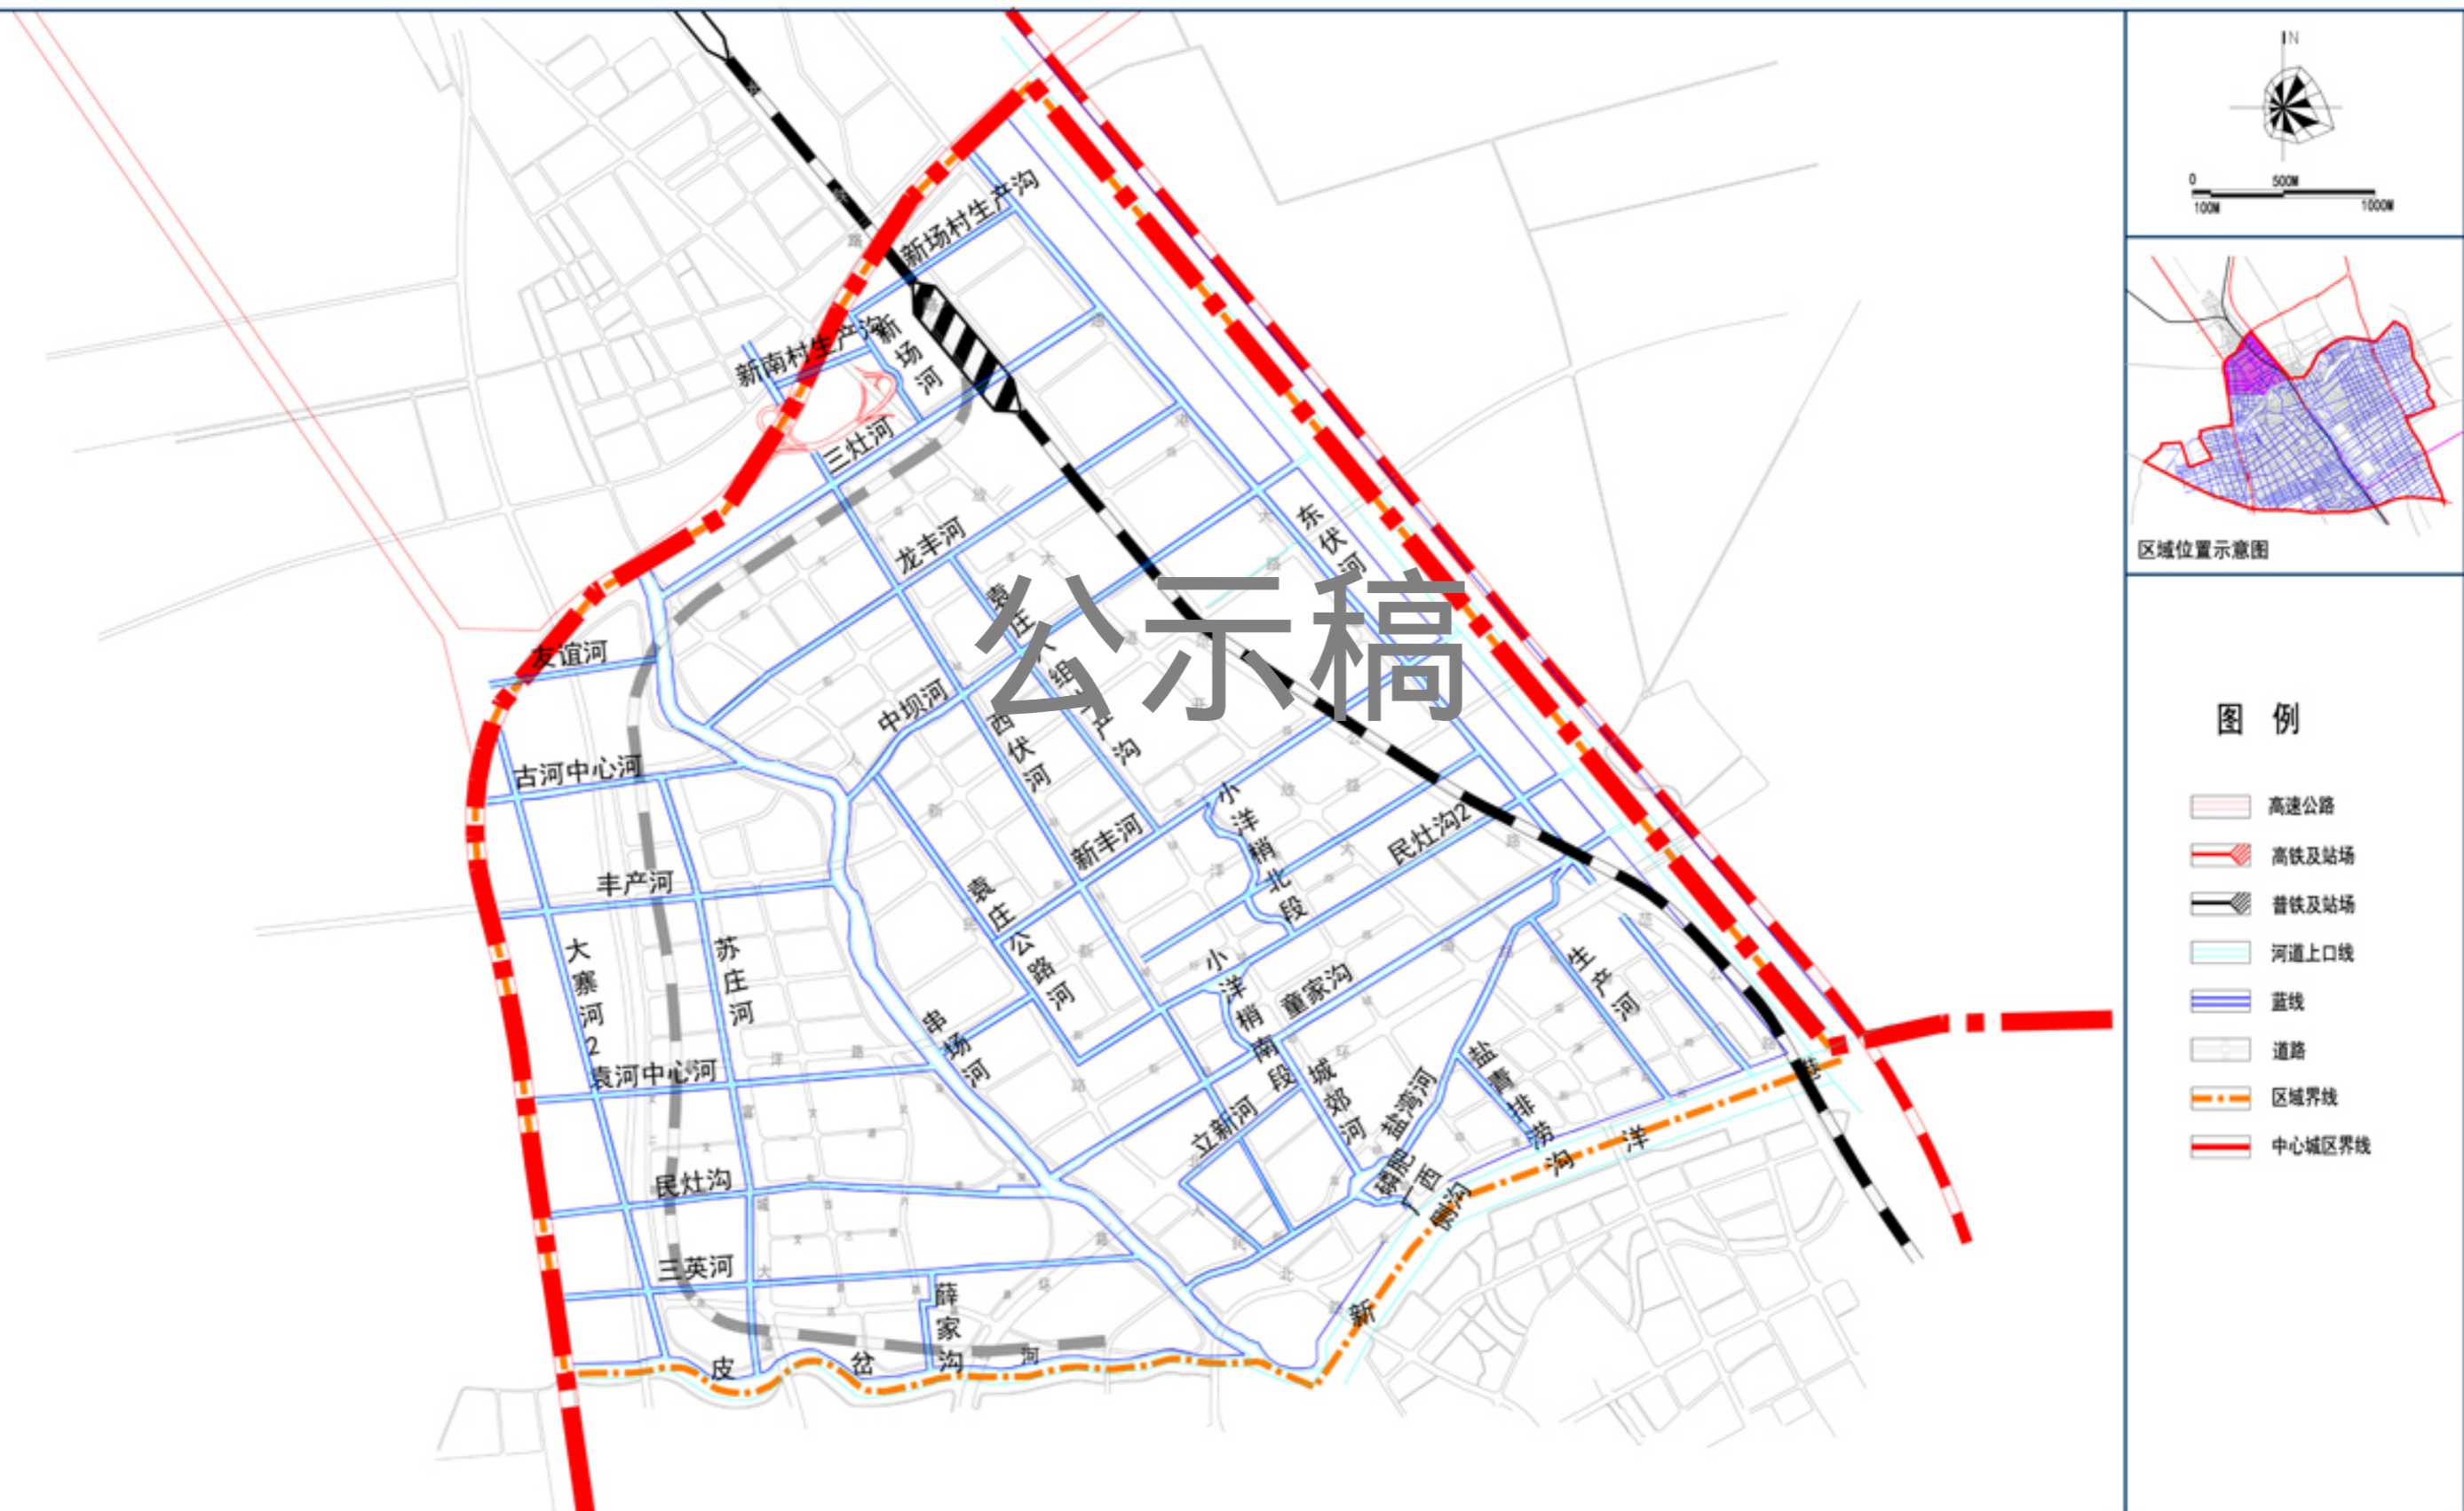 新场村生产沟
新南村生产沟
新场河
三灶河
龙丰河
东伏河
公示稿
友谊河
中坝河
西伏河
古河中心河
新丰河
小洋梢北段
民灶沟2
丰产河
袁庄公路河
大寨河2
苏庄河
小洋梢南段
童家沟
生产河
串场河
袁河中心河
城郊河
盐湾河
盐青排涝沟
立新河
民灶沟
磷肥厂西侧沟
新洋
三英河
薛家沟
皮岔河
N
0
500M
100M
1000M
区域位置示意图
图 例
高速公路
高铁及站场
普铁及站场
河道上口线
蓝线
道路
区域界线
中心城区界线